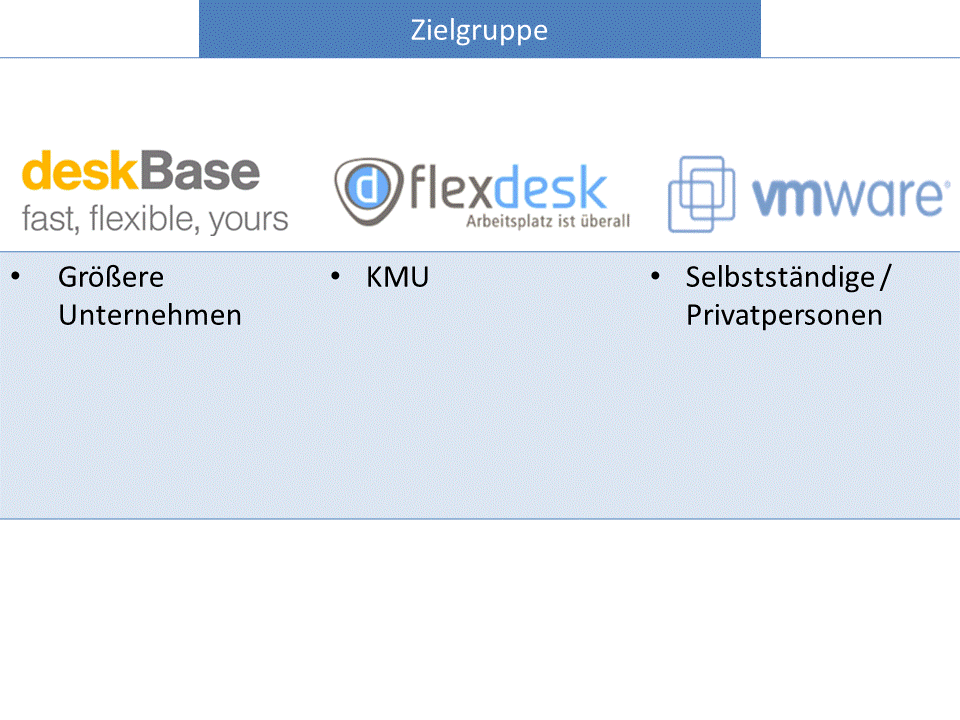 Zielgruppe
deskBase
fast, flexible, yours
d flexdesk
Arbeitsplatz ist überall
vmware®
• Größere
Unternehmen
• KMU
• Selbstständige /
Privatpersonen